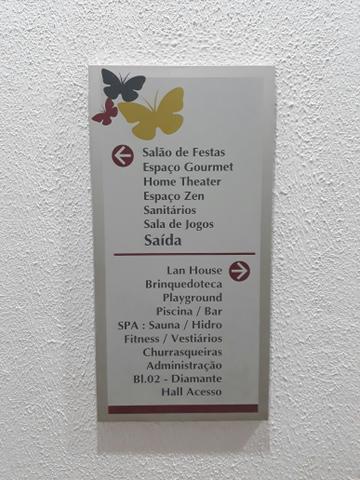 Salão de Festas
Espaço Gourmet
Home Theater
Espaço Zen
Sanitários
Sala de Jogos
Saída
Lan House
Brinquedoteca
Playground
Piscina / Bar
SPA : Sauna / Hidro
Fitness / Vestiários
Churrasqueiras
Administração
Bl.02 - Diamante
Hall Acesso